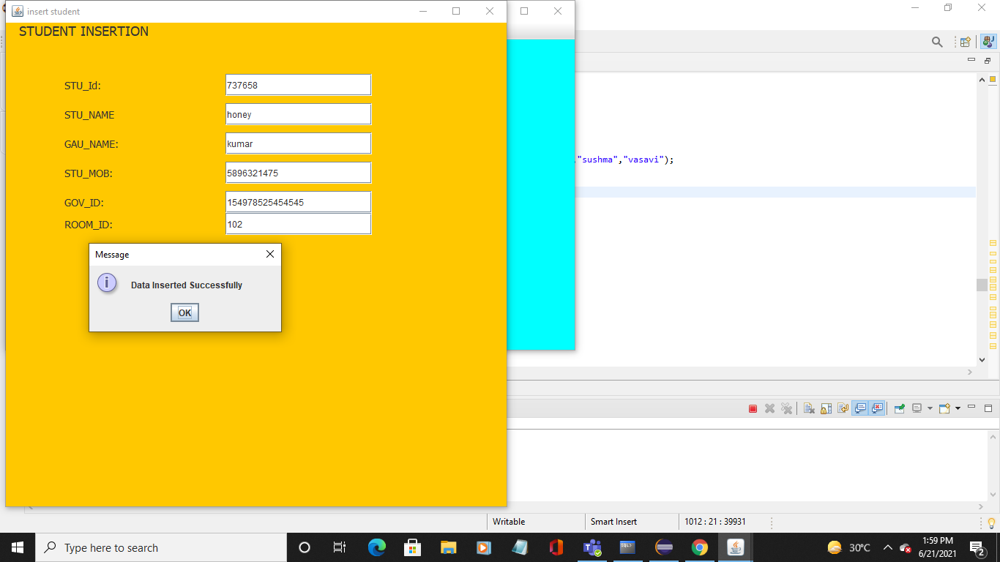 insert student
STUDENT INSERTION
STU_Id:
737658
STU_NAME
honey
GAU_NAME:
kumar
STU_MOB:
5896321475
GOV_ID:
154978525454545
ROOM_ID:
102
Message
Data Inserted Successfully
OK
"sushma","vasavi");
Writable
Smart Insert
1012 : 21 : 39931
Type here to search
SQL>
30°C
1:59 PM
6/21/2021
2